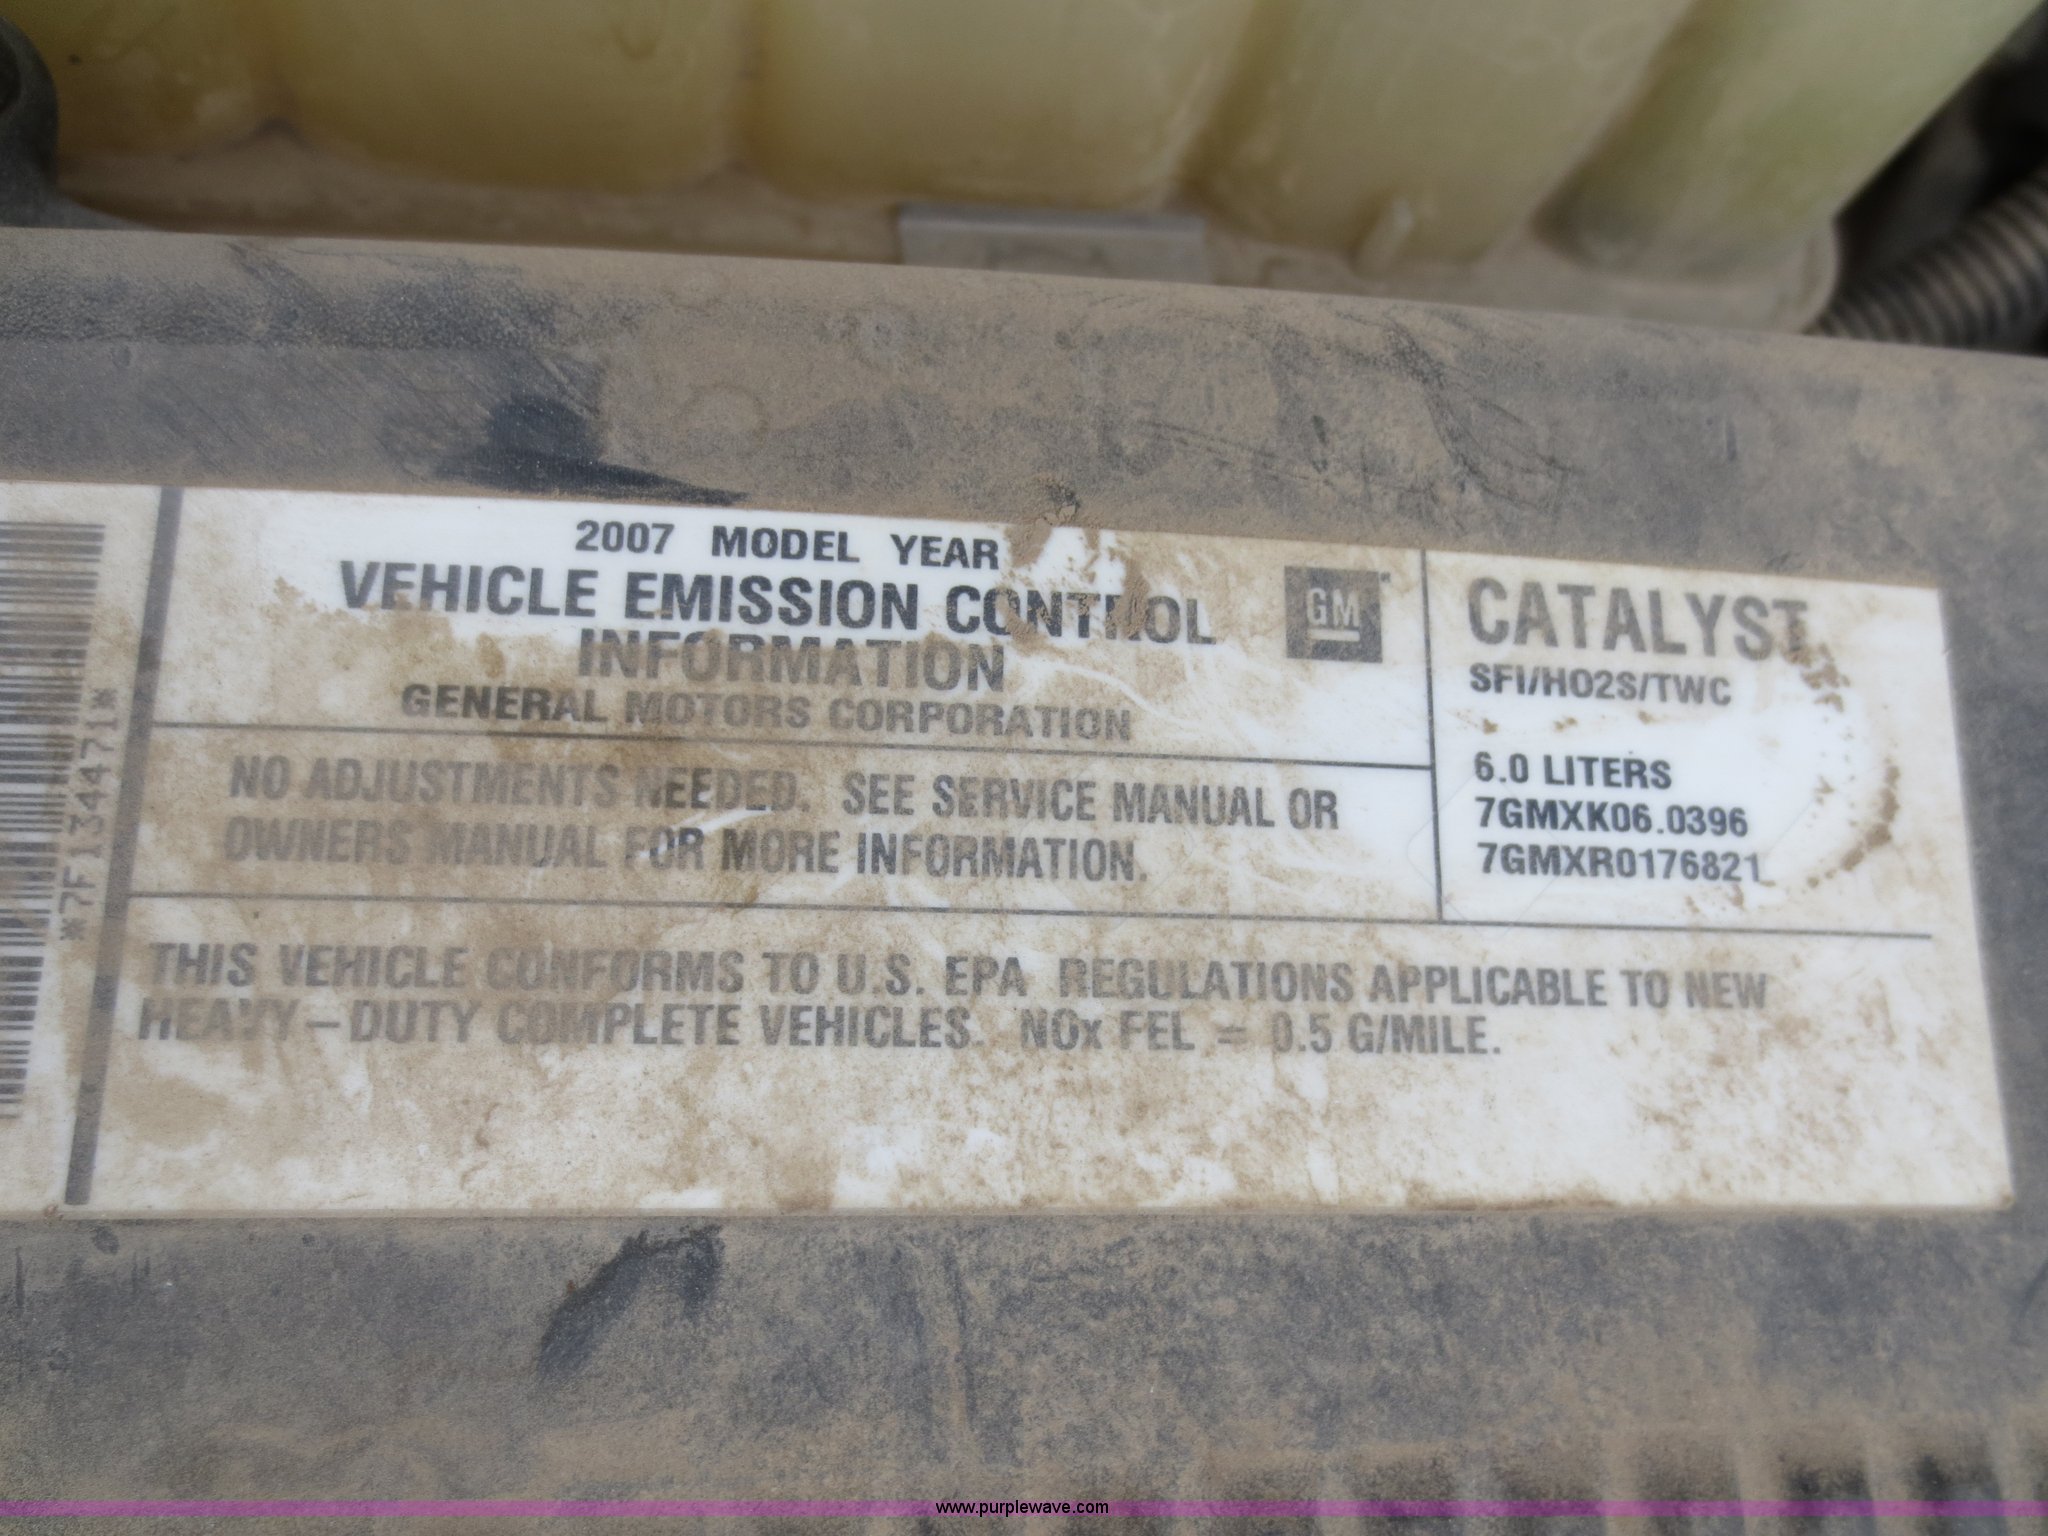 2007 MODEL YEAR
VEHICLE EMISSION CONTROL
INFORMATION
GENERAL MOTORS CORPORATION
GM
NO ADJUSTMENTS NEEDED. SEE SERVICE MANUAL OR
OWNERS MANUAL FOR MORE INFORMATION.
CATALYST
SFI/HO2S/TWC
6.0 LITERS
7GMXK06.0396
7GMXR0176821
THIS VEHICLE CONFORMS TO U.S. EPA REGULATIONS APPLICABLE TO NEW
HEAVY-DUTY COMPLETE VEHICLES. NOx FEL = 0.5 G/MILE.
*7F134471*
www.purplewave.com